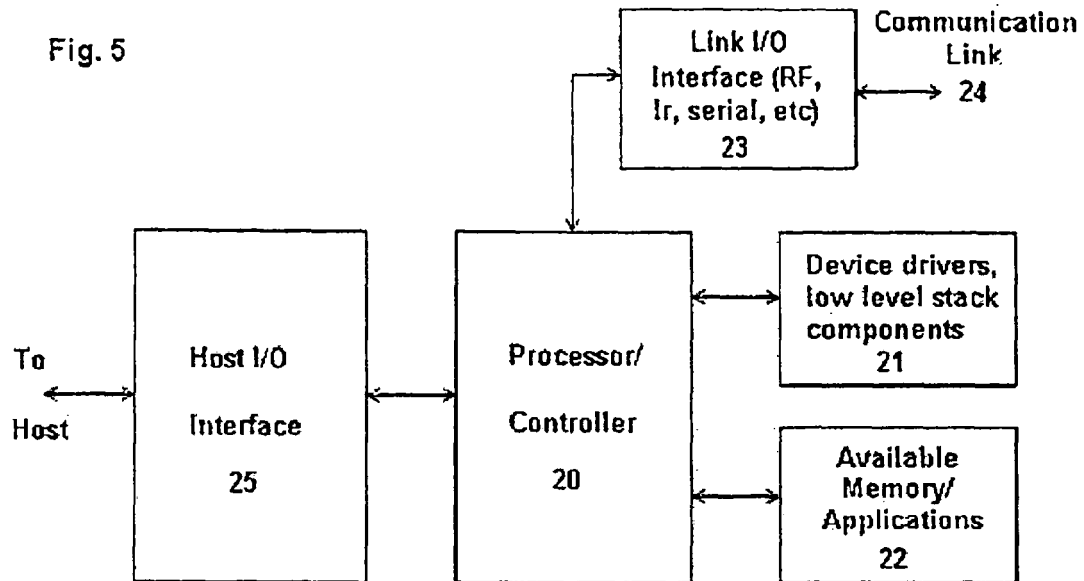 Fig. 5
Link I/O
Interface (RF,
Ir, serial, etc)
23
Communication
Link
24
To
Host
Host I/O
Interface
25
Processor/
Controller
20
Device drivers,
low level stack
components
21
Available
Memory/
Applications
22